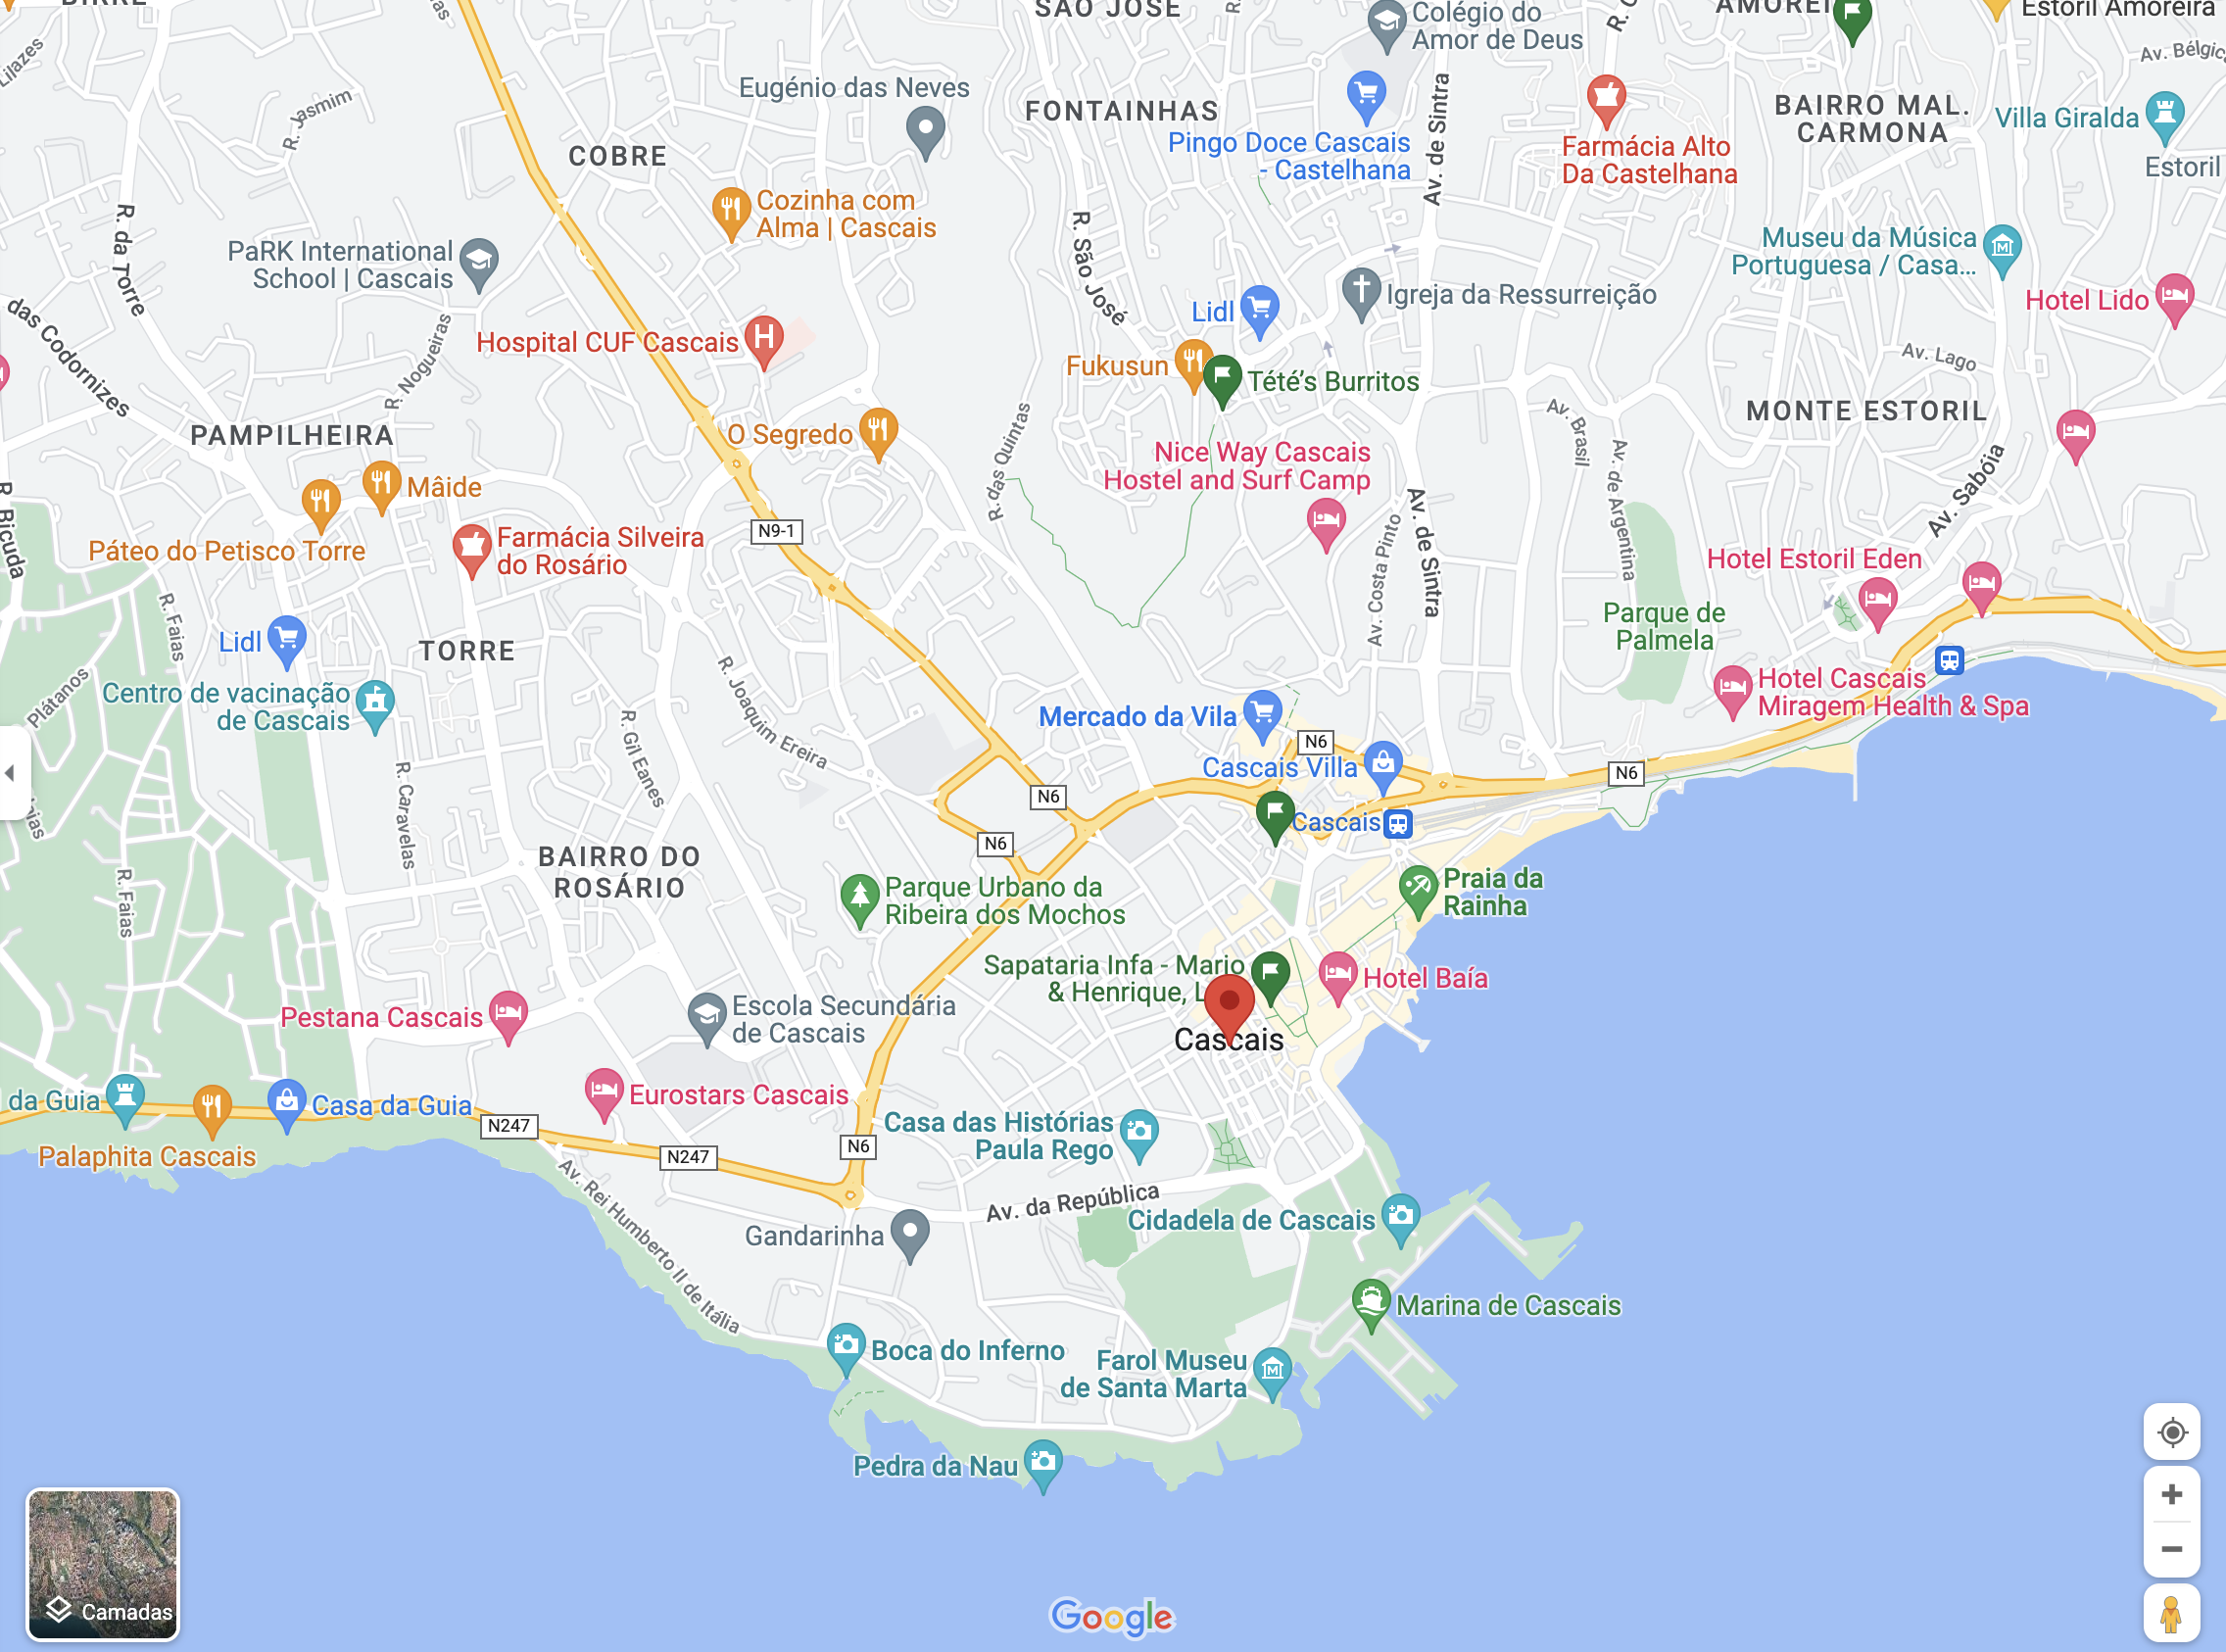 BIRRE
SÃO JOSÉ
Colégio do
Amor de Deus
Estoril Amoreira
Av. Bélgic
Lilazes
R. Jasmim
Eugénio das Neves
COBRE
FONTAINHAS
Pingo Doce Cascais
- Castelhana
Av. de Sintra
Farmácia Alto
Da Castelhana
BAIRRO MAL.
CARMONA
Villa Giralda
Estoril
Cozinha com
Alma | Cascais
R. da Torre
PaRK International
School | Cascais
R. São José
Museu da Música
Portuguesa / Casa...
Igreja da Ressurreição
Hotel Lido
Lidl
das Codornizes
Hospital CUF Cascais
R. Nogueiras
Fukusun
Tété's Burritos
Av. Lago
MONTE ESTORIL
PAMPILHEIRA
O Segredo
R. das Quintas
Nice Way Cascais
Hostel and Surf Camp
Av. Brasil
Av. de Argentina
Av. Saboia
Mâide
Páteo do Petisco Torre
Farmácia Silveira
do Rosário
N9-1
R. Bicuda
Av. Costa Pinto
Av. de Sintra
Hotel Estoril Eden
Parque de
Palmela
R. Faias
Lidl
TORRE
Plátanos
Centro de vacinação
de Cascais
R. Joaquim Ereira
R. Gil Eanes
Hotel Cascais
Miragem Health & Spa
Mercado da Vila
N6
Cascais Villa
N6
R. Caravelas
N6
Cascais
N6
BAIRRO DO
ROSÁRIO
R. Faias
Parque Urbano da
Ribeira dos Mochos
Praia da
Rainha
Sapataria Infa - Mario
& Henrique, L
Hotel Baía
Pestana Cascais
Escola Secundária
de Cascais
Cascais
da Guia
Casa da Guia
Eurostars Cascais
N247
Palaphita Cascais
N247
N6
Casa das Histórias
Paula Rego
Av. Rei Humberto II de Itália
Av. da República
Gandarinha
Cidadela de Cascais
Marina de Cascais
Boca do Inferno
Farol Museu
de Santa Marta
Pedra da Nau
Camadas
Google